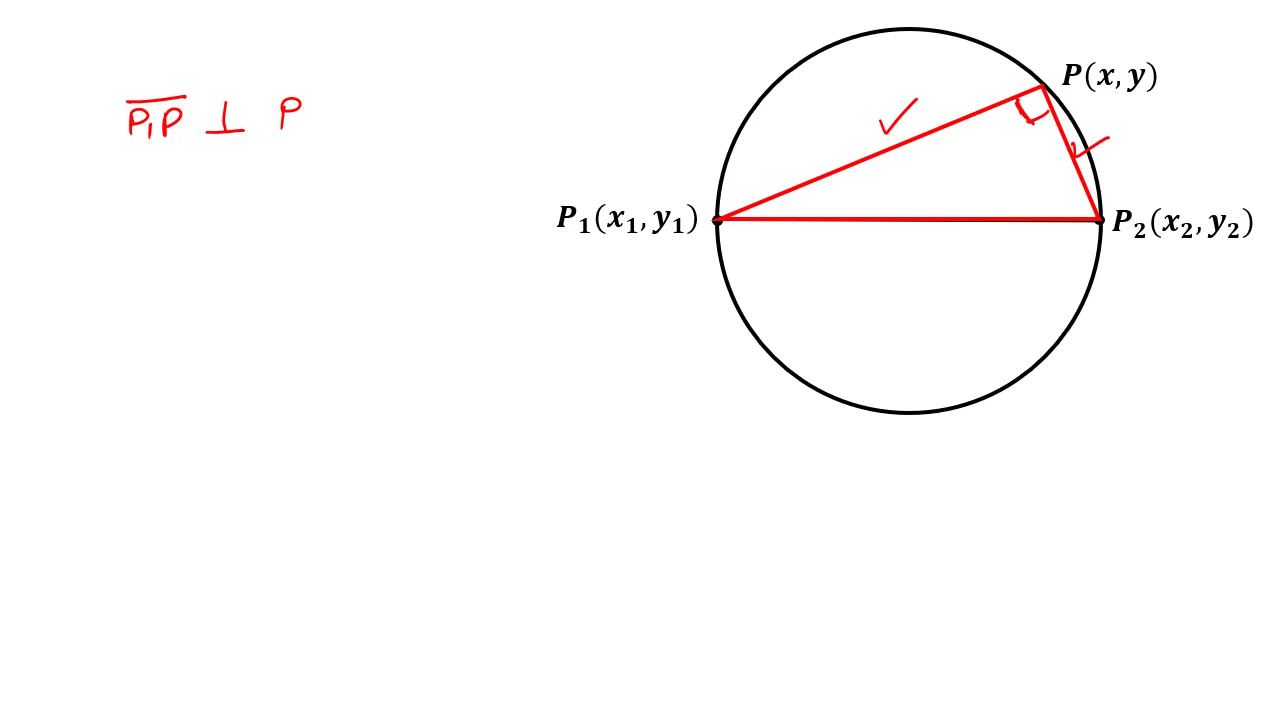 P(x, y)
P₁P ⊥ P
P₁(x₁, y₁)
P₂(x₂, y₂)